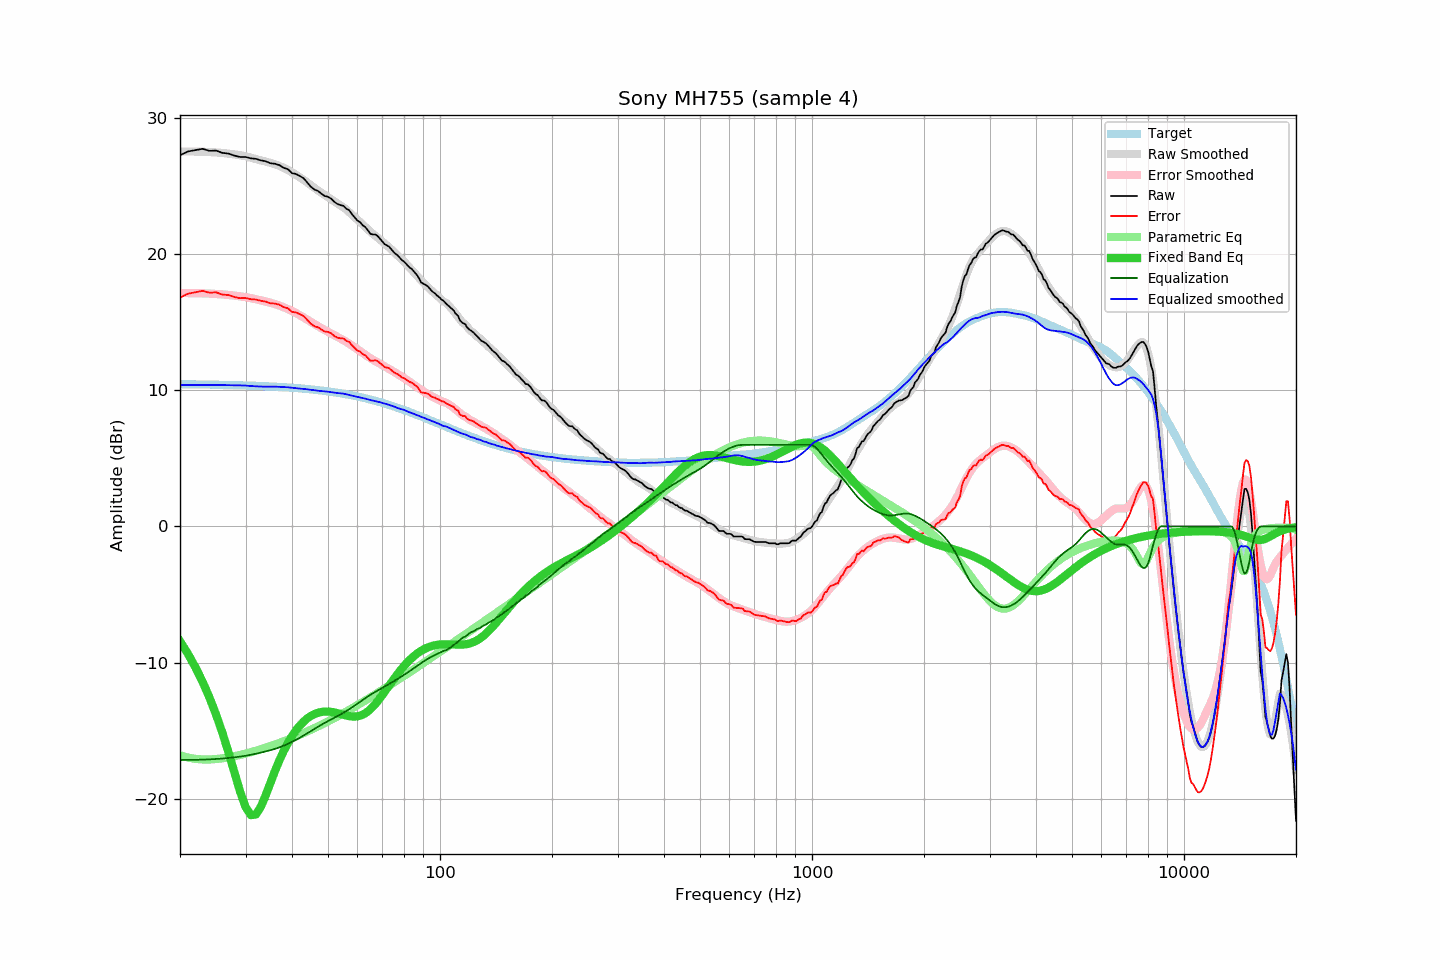 Sony MH755 (sample 4)
Amplitude (dBr)
30
20
10
0
−10
−20
Target
Raw Smoothed
Error Smoothed
Raw
Error
Parametric Eq
Fixed Band Eq
Equalization
Equalized smoothed
100
1000
10000
Frequency (Hz)